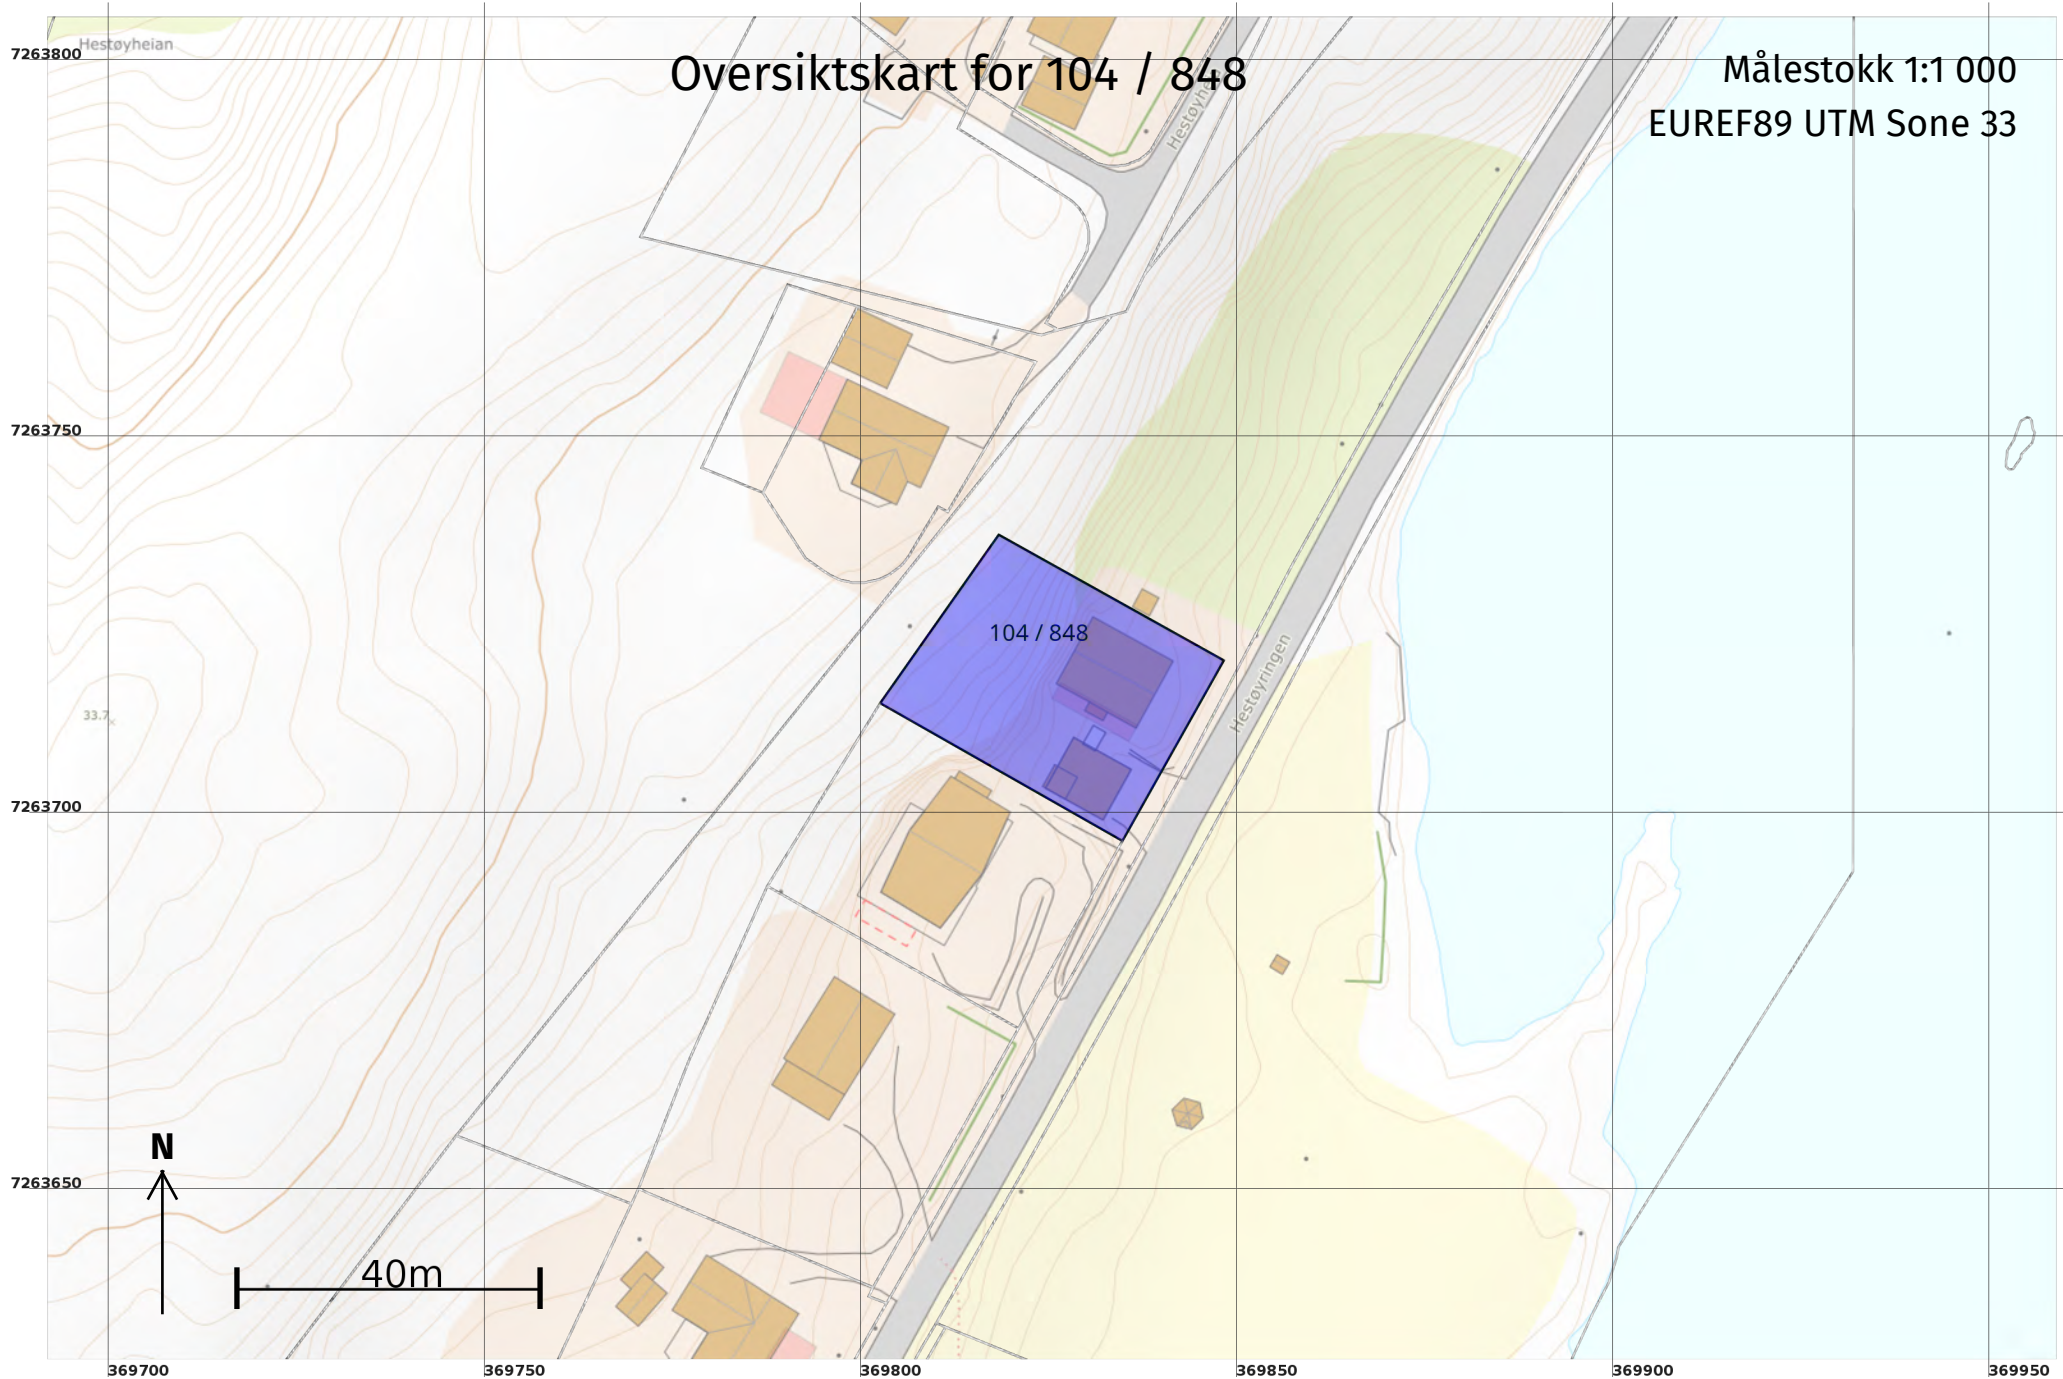 Hestøyheian
7263800
Oversiktskart for 104 / 848
Målestokk 1:1 000
EUREF89 UTM Sone 33
7263750
104 / 848
Hestøyringen
33.7
7263700
N
7263650
40m
369700
369750
369800
369850
369900
369950